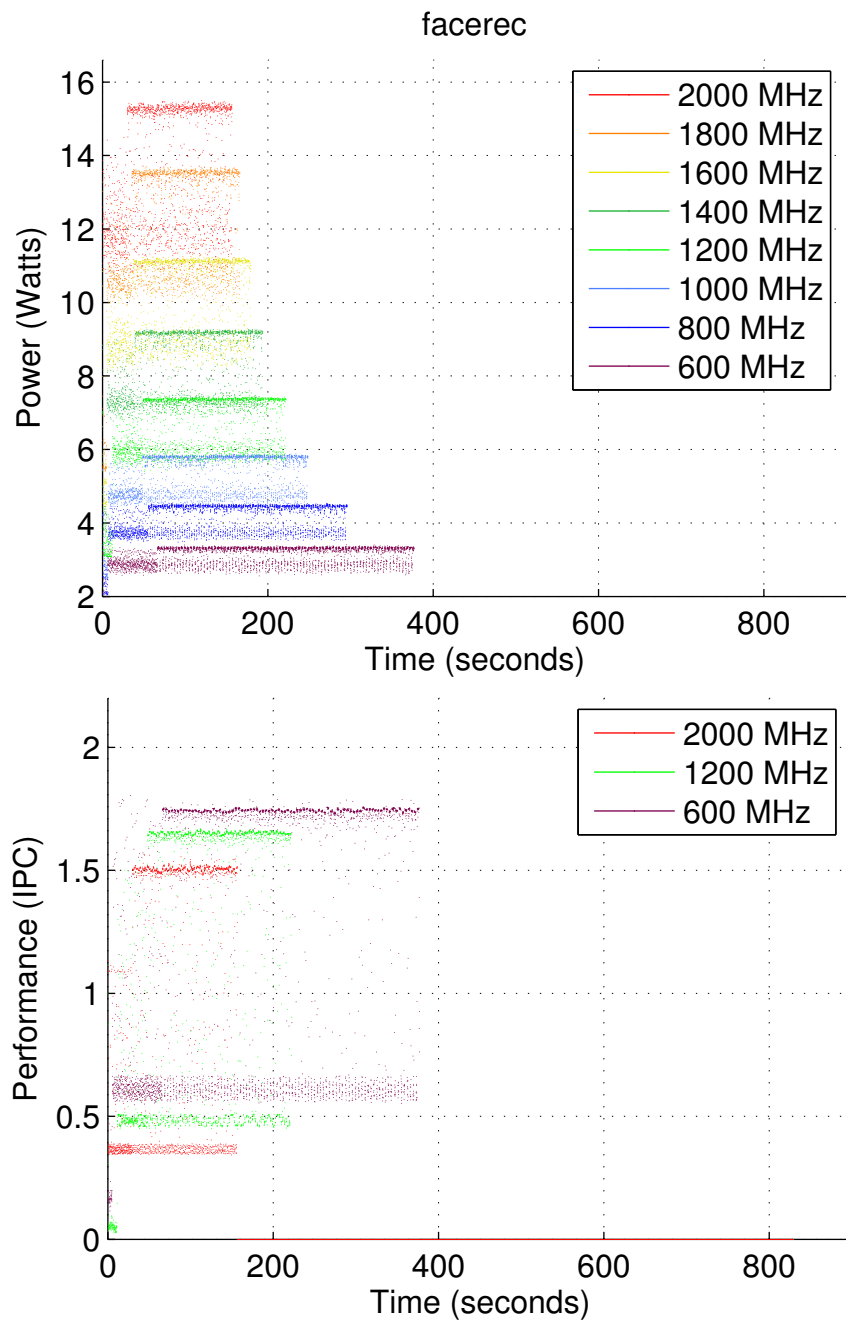 facerec
16
14
12
10
8
6
4
2
Power (Watts)
2000 MHz
1800 MHz
1600 MHz
1400 MHz
1200 MHz
1000 MHz
800 MHz
600 MHz
0 200 400 600 800
Time (seconds)
2
1.5
1
0.5
0
Performance (IPC)
2000 MHz
1200 MHz
600 MHz
0 200 400 600 800
Time (seconds)